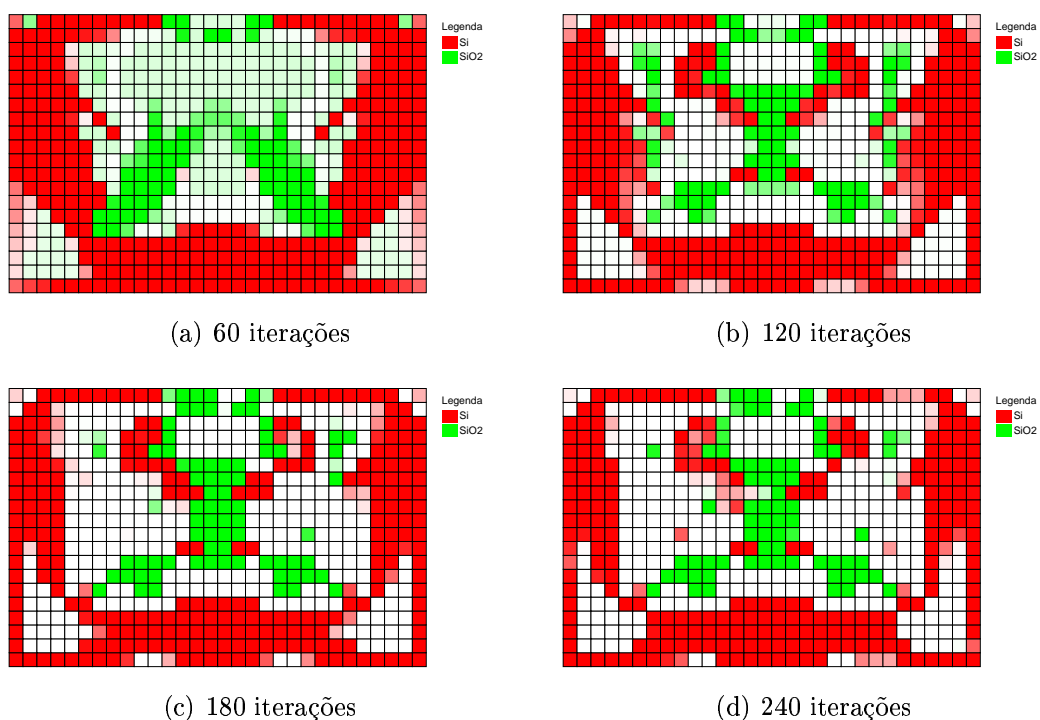 Legenda
Si
SiO2
Legenda
Si
SiO2
(a) 60 iterações
(b) 120 iterações
Legenda
Si
SiO2
Legenda
Si
SiO2
(c) 180 iterações
(d) 240 iterações